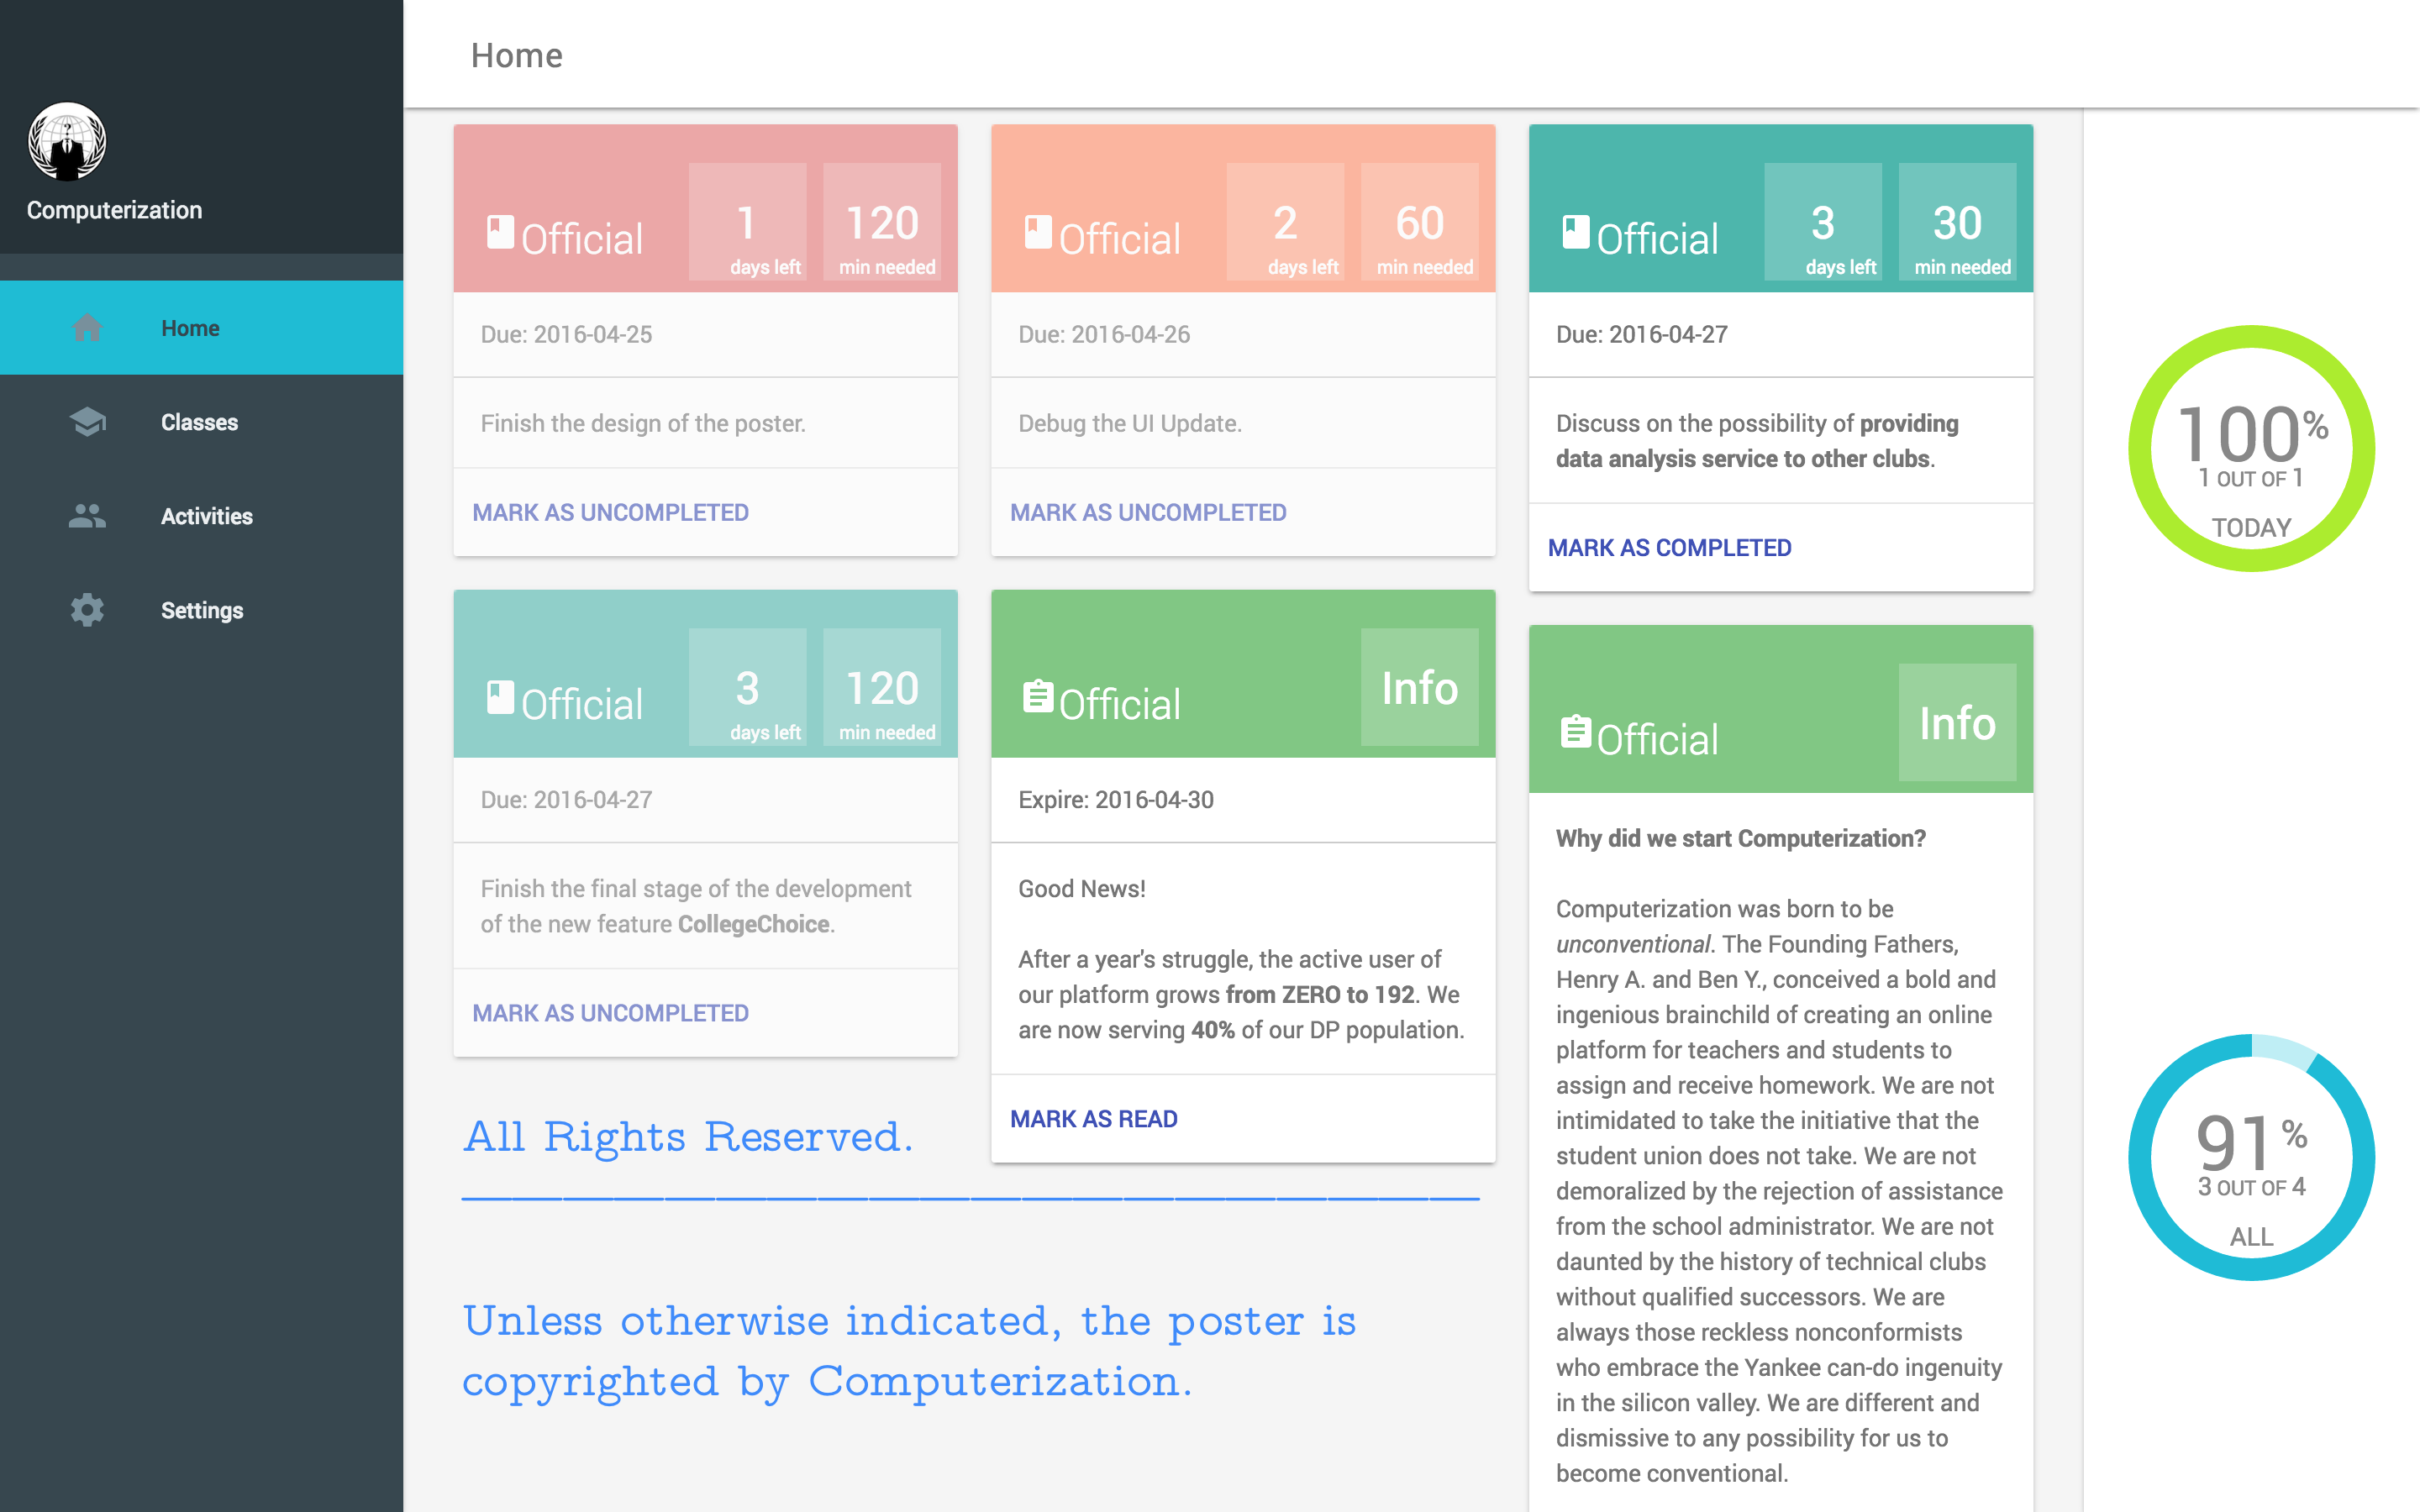 Computerization
Home
Classes
Activities
Settings
Home
Official
1
days left
120
min needed
Due: 2016-04-25
Finish the design of the poster.
MARK AS UNCOMPLETED
Official
2
days left
60
min needed
Due: 2016-04-26
Debug the UI Update.
MARK AS UNCOMPLETED
Official
3
days left
30
min needed
Due: 2016-04-27
Discuss on the possibility of providing
data analysis service to other clubs.
MARK AS COMPLETED
Official
3
days left
120
min needed
Due: 2016-04-27
Finish the final stage of the development
of the new feature CollegeChoice.
MARK AS UNCOMPLETED
Official
Info
Expire: 2016-04-30
Good News!
After a year's struggle, the active user of
our platform grows from ZERO to 192. We
are now serving 40% of our DP population.
MARK AS READ
Official
Info
Why did we start Computerization?
Computerization was born to be
unconventional. The Founding Fathers,
Henry A. and Ben Y., conceived a bold and
ingenious brainchild of creating an online
platform for teachers and students to
assign and receive homework. We are not
intimidated to take the initiative that the
student union does not take. We are not
demoralized by the rejection of assistance
from the school administrator. We are not
daunted by the history of technical clubs
without qualified successors. We are
always those reckless nonconformists
who embrace the Yankee can-do ingenuity
in the silicon valley. We are different and
dismissive to any possibility for us to
become conventional.
All Rights Reserved.
Unless otherwise indicated, the poster is
copyrighted by Computerization.
100%
1 OUT OF 1
TODAY
91%
3 OUT OF 4
ALL